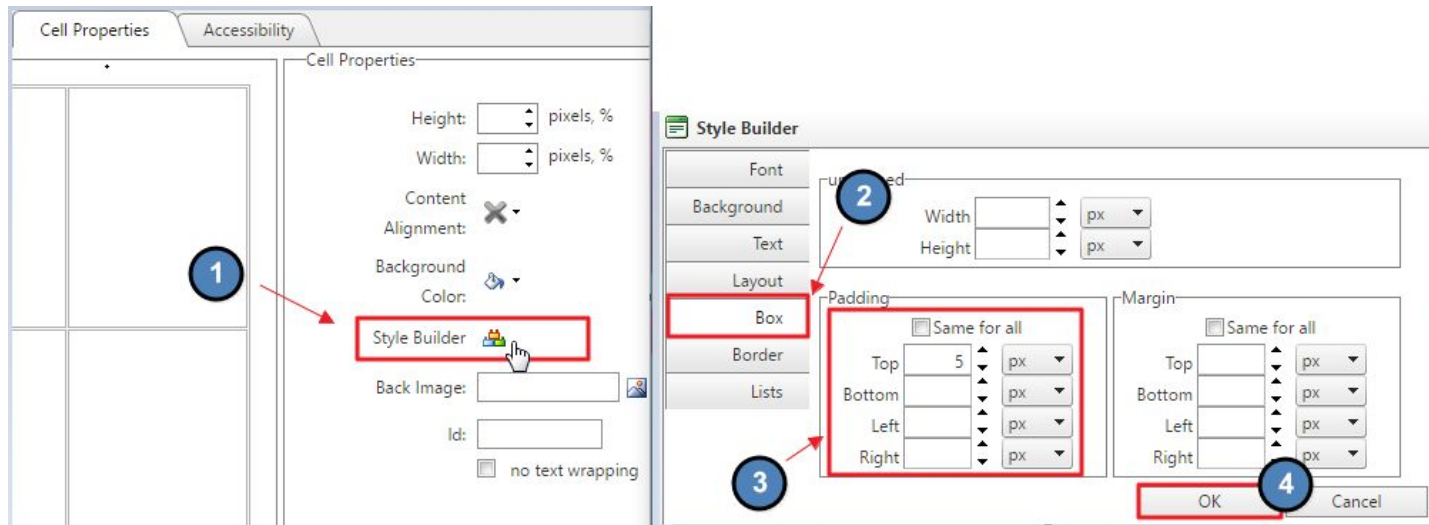 Cell Properties
Accessibility
Cell Properties
Height:
pixels, %
Width:
pixels, %
Content
Alignment:
Background
Color:
1
Style Builder
Back Image:
Id:
no text wrapping
Style Builder
Font
Background
Text
Layout
Box
Border
Lists
2
Width
px
Height
px
Padding
Same for all
Top 5 px
Bottom px
Left px
Right px
3
Margin
Same for all
Top px
Bottom px
Left px
Right px
4
OK
Cancel